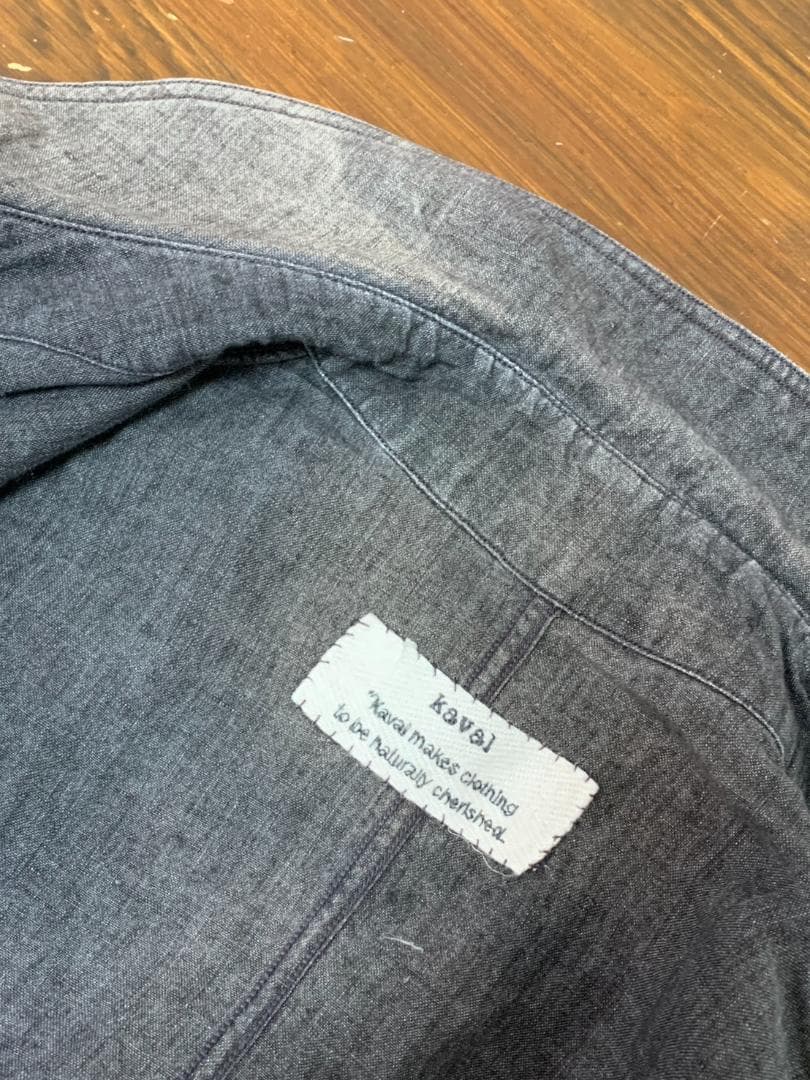 kaval
"Kaval makes clothing
to be naturally cherished.